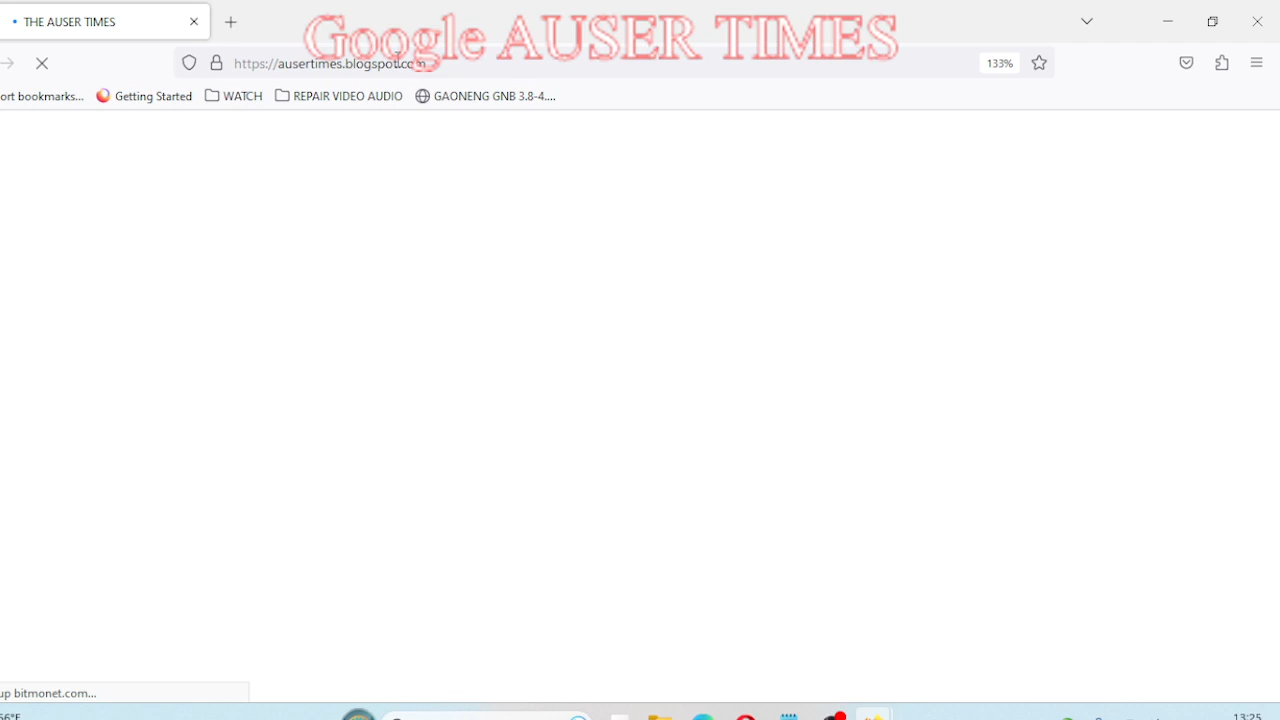 THE AUSER TIMES
Google AUSER TIMES
https://ausertimes.blogspot.com
133%
ort bookmarks...
Getting Started
WATCH
REPAIR VIDEO AUDIO
GAONENG GNB 3.8-4....
up bitmonet.com...
56°F
13:25